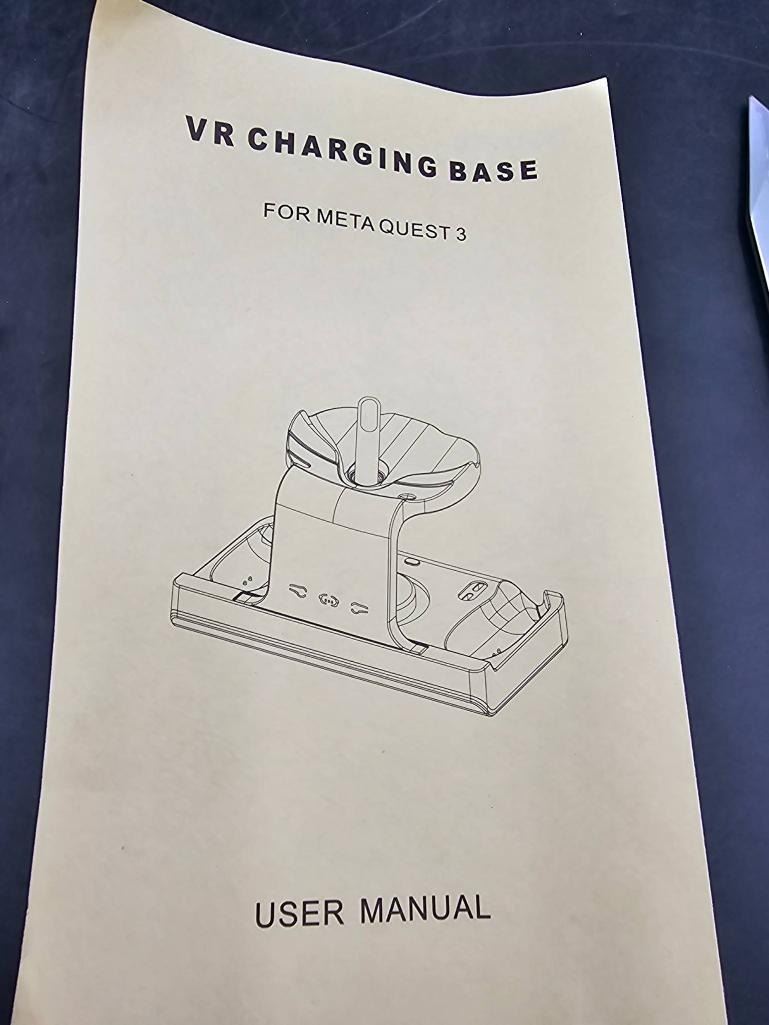 VR CHARGING BASE
FOR META QUEST 3
USER MANUAL